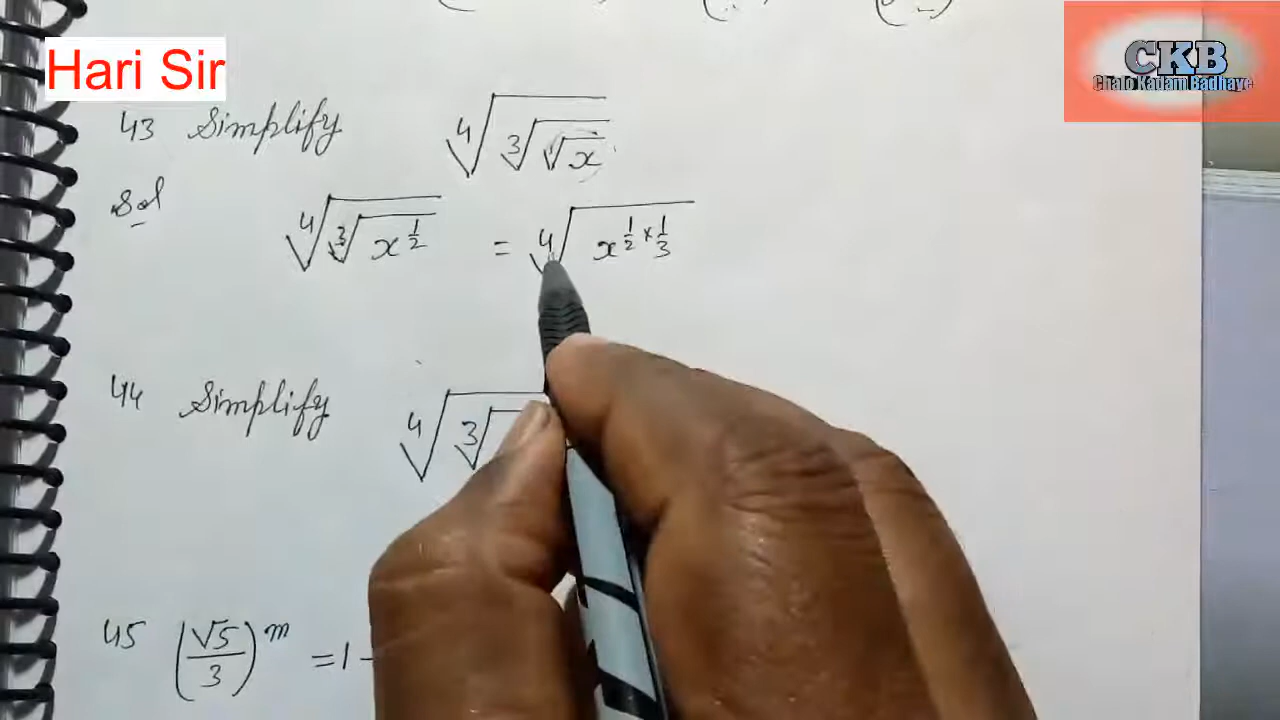 Hari Sir
CKB
Chalo Kadam Badhaye
43 Simplify ∜(∛(√x))
Sol ∜(∛(x^(1/2))) = ∜(x^(1/2 × 1/3))
44 Simplify ∜(∛
45 (√5/3)^m = 1 -